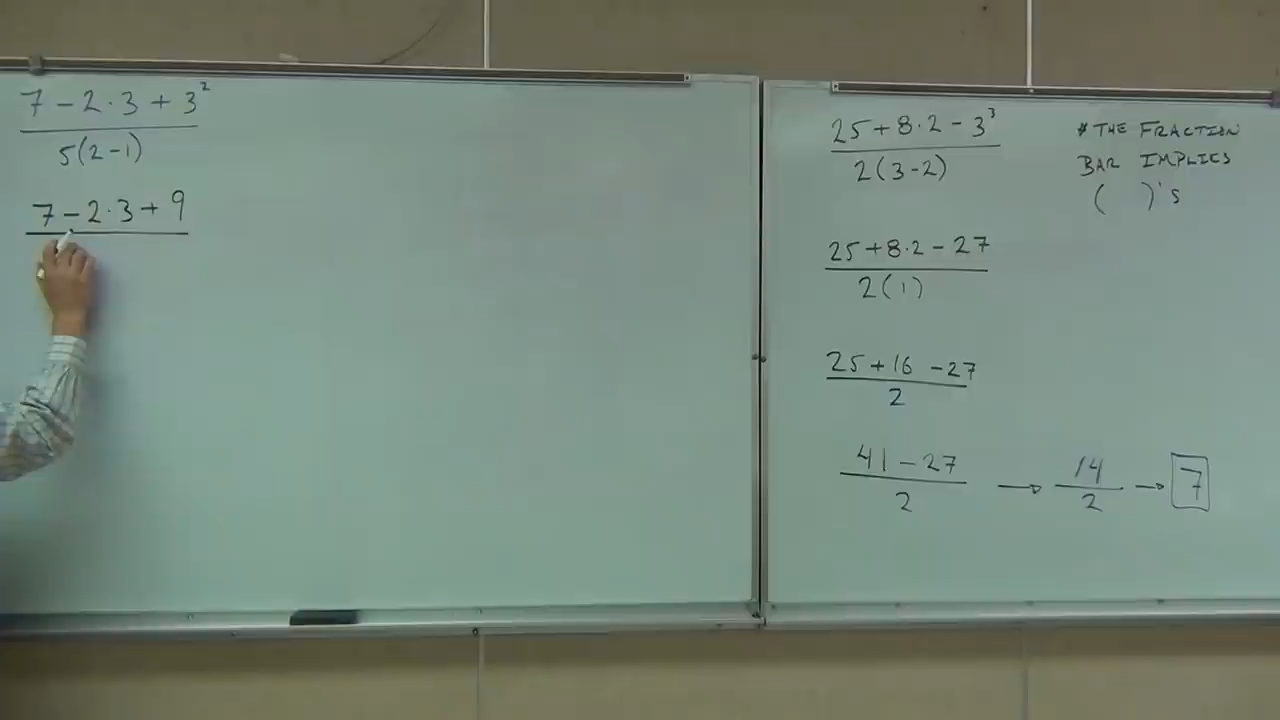 7 - 2 · 3 + 3²
5(2-1)
7 - 2 · 3 + 9
25 + 8 · 2 - 3³
2(3-2)
25 + 8 · 2 - 27
2(1)
25 + 16 - 27
2
41 - 27
2
→ 14
2
→ 7
* THE FRACTION
BAR IMPLIES
( )'s